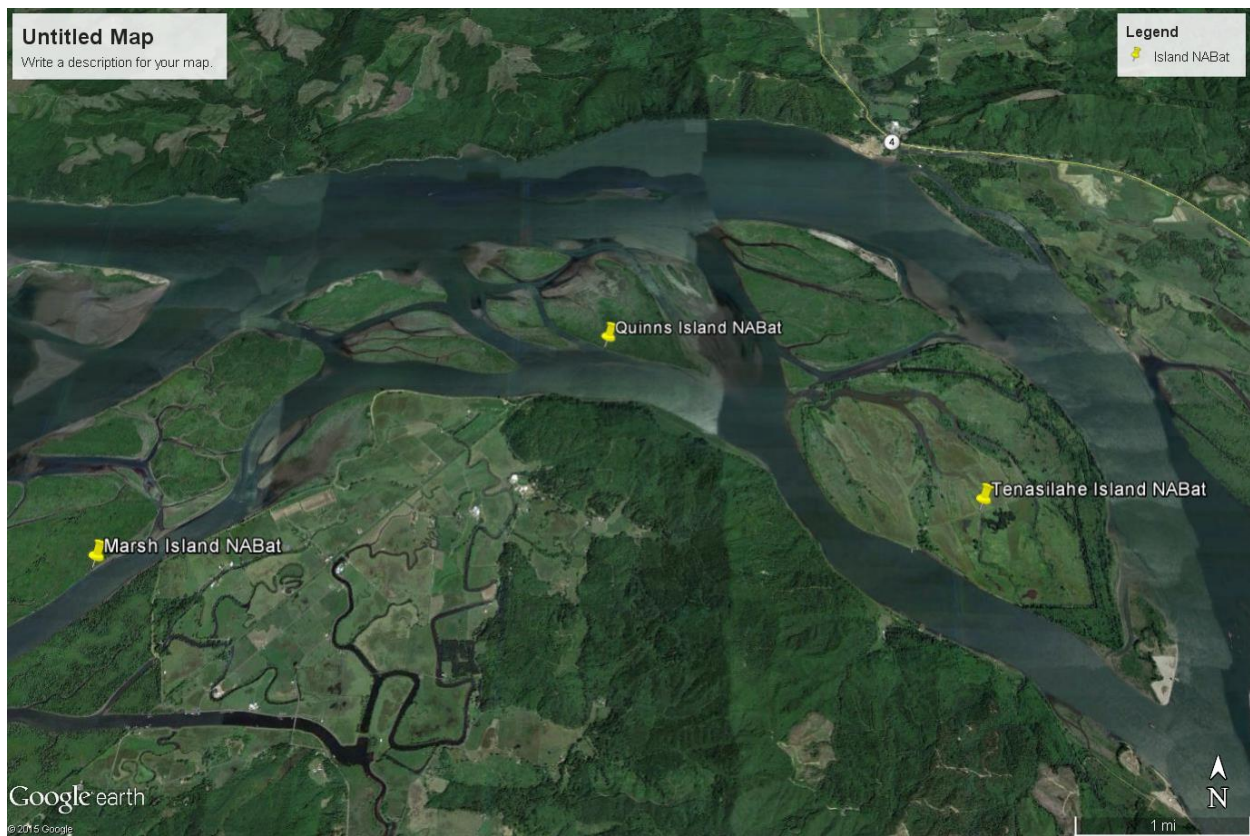 Untitled Map
Write a description for your map.
Legend
Island NABat
4
Quinns Island NABat
Tenasilahe Island NABat
Marsh Island NABat
Google earth
N
© 2015 Google
1 mi